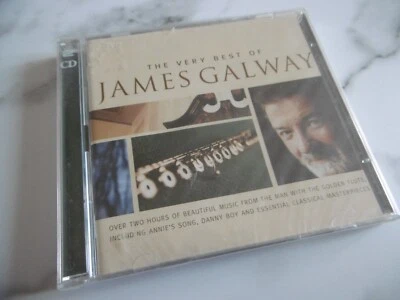 THE VERY BEST OF
JAMES GALWAY
OVER TWO HOURS OF BEAUTIFUL MUSIC FROM THE MAN WITH THE GOLDEN FLUTE
INCLUDING ANNIE'S SONG, DANNY BOY AND ESSENTIAL CLASSICAL MASTERPIECES
2CD